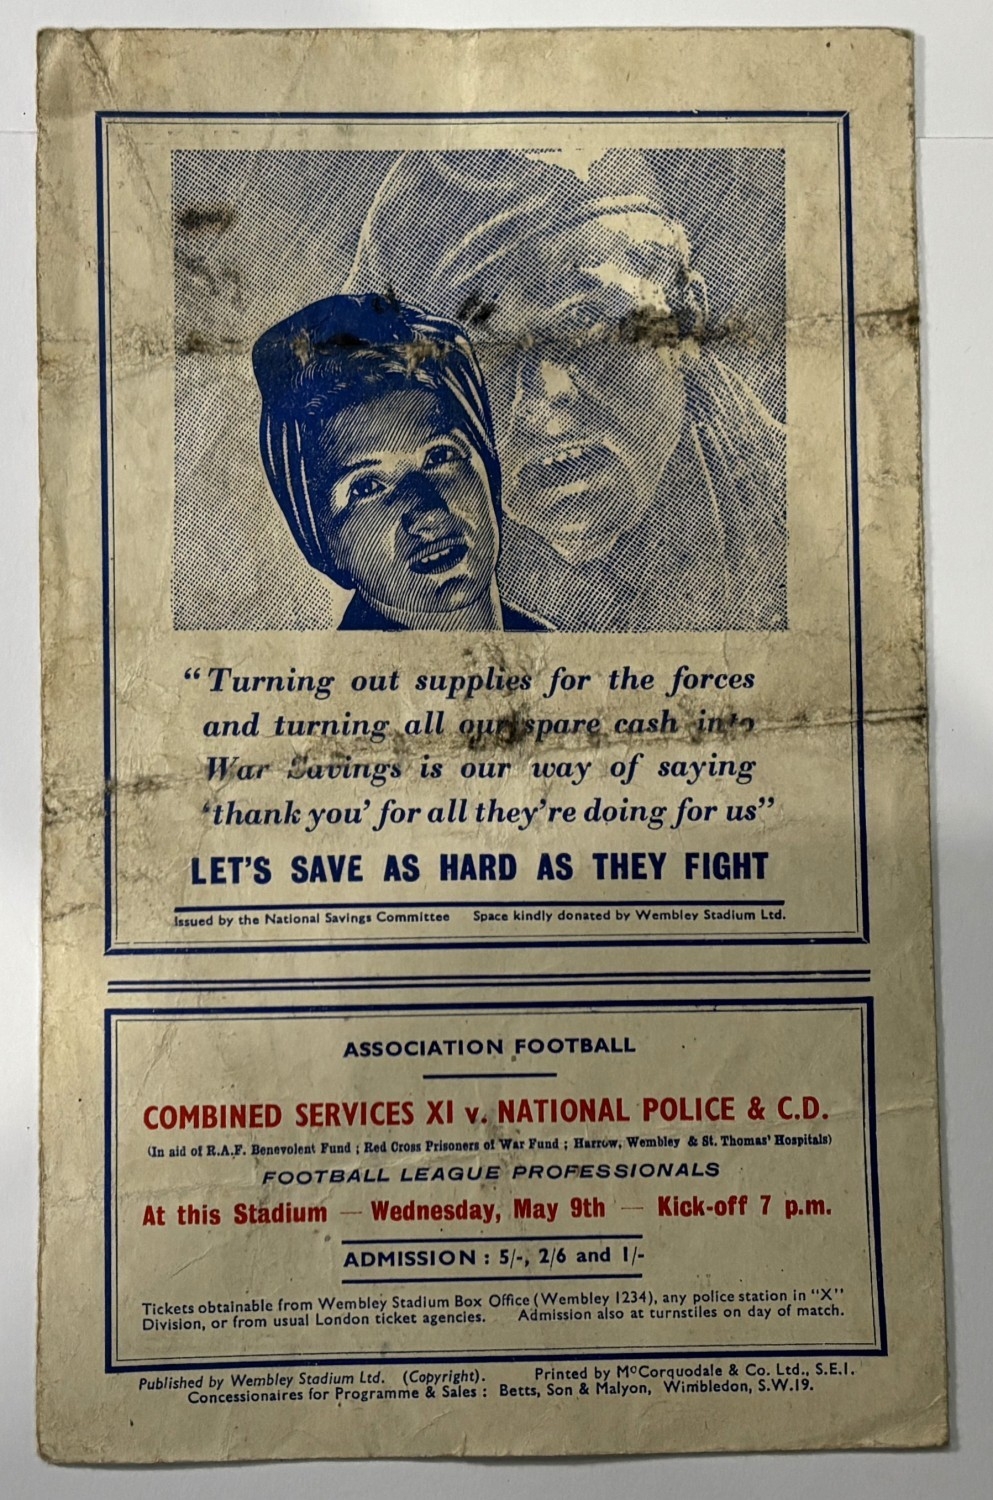 “Turning out supplies for the forces
and turning all our spare cash into
War Savings is our way of saying
‘thank you’ for all they’re doing for us”
LET’S SAVE AS HARD AS THEY FIGHT
Issued by the National Savings Committee Space kindly donated by Wembley Stadium Ltd.
ASSOCIATION FOOTBALL
COMBINED SERVICES XI v. NATIONAL POLICE & C.D.
(In aid of R.A.F. Benevolent Fund ; Red Cross Prisoners of War Fund ; Harrow, Wembley & St. Thomas’ Hospitals)
FOOTBALL LEAGUE PROFESSIONALS
At this Stadium — Wednesday, May 9th — Kick-off 7 p.m.
ADMISSION : 5/-, 2/6 and 1/-
Tickets obtainable from Wembley Stadium Box Office (Wembley 1234), any police station in “X”
Division, or from usual London ticket agencies. Admission also at turnstiles on day of match.
Published by Wembley Stadium Ltd. (Copyright). Printed by McCorquodale & Co. Ltd., S.E.1.
Concessionaires for Programme & Sales : Betts, Son & Malyon, Wimbledon, S.W.19.